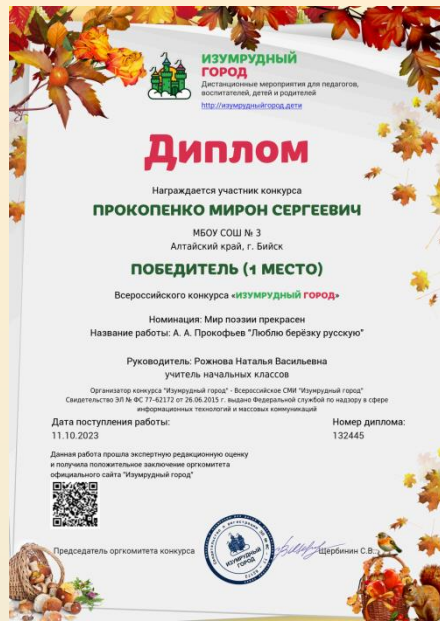 ИЗУМРУДНЫЙ
ГОРОД
Дистанционные мероприятия для педагогов,
воспитателей, детей и родителей
http://изумрудныйгород.дети
Диплом
Награждается участник конкурса
ПРОКОПЕНКО МИРОН СЕРГЕЕВИЧ
МБОУ СОШ № 3
Алтайский край, г. Бийск
ПОБЕДИТЕЛЬ (1 МЕСТО)
Всероссийского конкурса «ИЗУМРУДНЫЙ ГОРОД»
Номинация: Мир поэзии прекрасен
Название работы: А. А. Прокофьев "Люблю берёзку русскую"
Руководитель: Рожнова Наталья Васильевна
учитель начальных классов
Организатор конкурса "Изумрудный город" - Всероссийское СМИ "Изумрудный город"
Свидетельство ЭЛ № ФС 77-62172 от 26.06.2015 г. выдано Федеральной службой по надзору в сфере
информационных технологий и массовых коммуникаций
Дата поступления работы:
11.10.2023
Номер диплома:
132445
Данная работа прошла экспертную редакционную оценку
и получила положительное заключение оргкомитета
официального сайта "Изумрудный город"
Председатель оргкомитета конкурса
ИЗУМРУДНЫЙ
ГОРОД
Щербинин С.В.